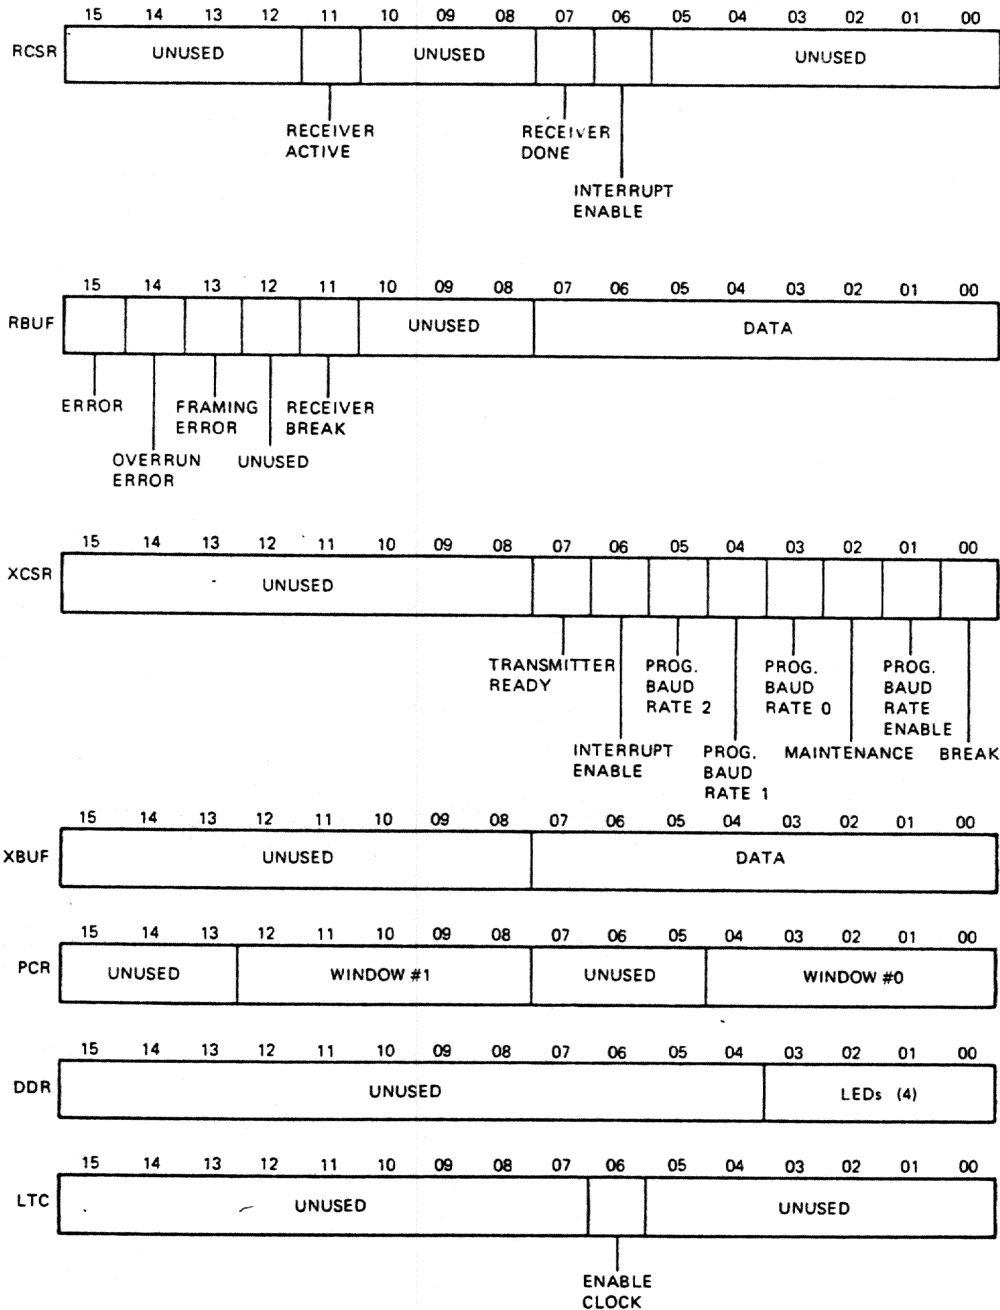 15 14 13 12 11 10 09 08 07 06 05 04 03 02 01 00
RCSR UNUSED UNUSED UNUSED
RECEIVER ACTIVE
RECEIVER DONE
INTERRUPT ENABLE
15 14 13 12 11 10 09 08 07 06 05 04 03 02 01 00
RBUF UNUSED DATA
ERROR
FRAMING ERROR
RECEIVER BREAK
OVERRUN ERROR
UNUSED
15 14 13 12 11 10 09 08 07 06 05 04 03 02 01 00
XCSR UNUSED
TRANSMITTER READY
PROG. BAUD RATE 2
PROG. BAUD RATE 0
PROG. BAUD RATE ENABLE
INTERRUPT ENABLE
PROG. BAUD RATE 1
MAINTENANCE
BREAK
15 14 13 12 11 10 09 08 07 06 05 04 03 02 01 00
XBUF UNUSED DATA
15 14 13 12 11 10 09 08 07 06 05 04 03 02 01 00
PCR UNUSED WINDOW #1 UNUSED WINDOW #0
15 14 13 12 11 10 09 08 07 06 05 04 03 02 01 00
DDR UNUSED LEDs (4)
15 14 13 12 11 10 09 08 07 06 05 04 03 02 01 00
LTC UNUSED UNUSED
ENABLE CLOCK